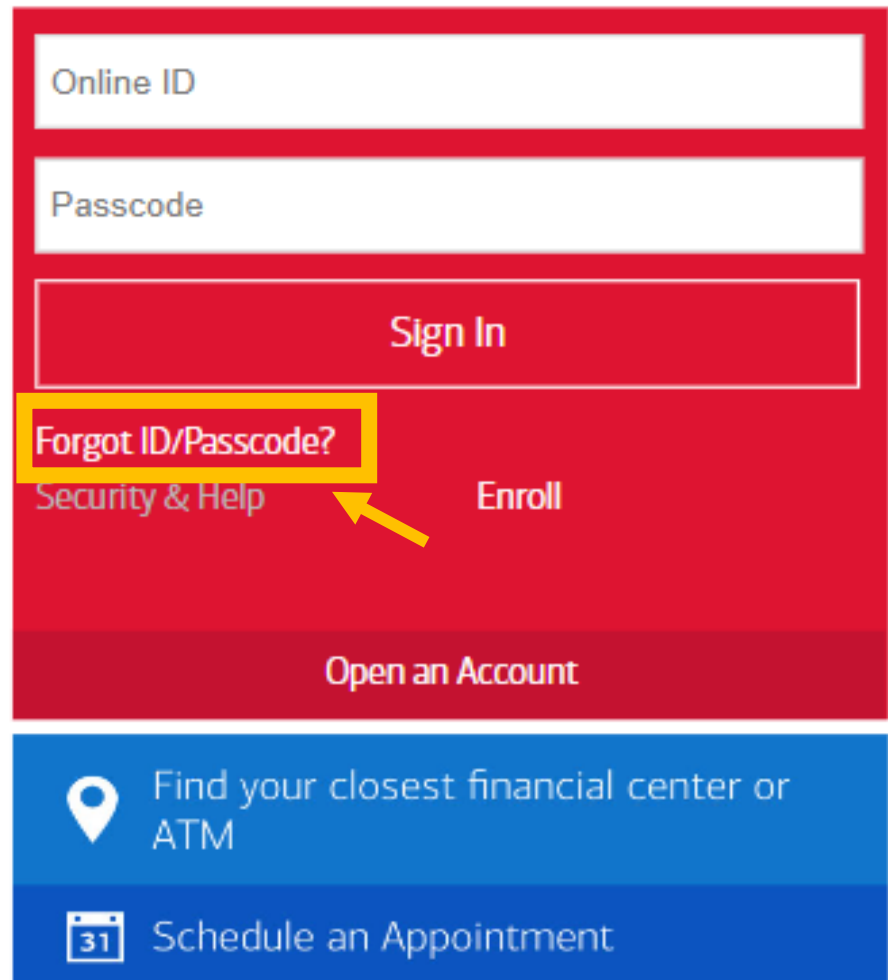 Online ID
Passcode
Sign In
Forgot ID/Passcode?
Security & Help Enroll
Open an Account
Find your closest financial center or
ATM
31 Schedule an Appointment